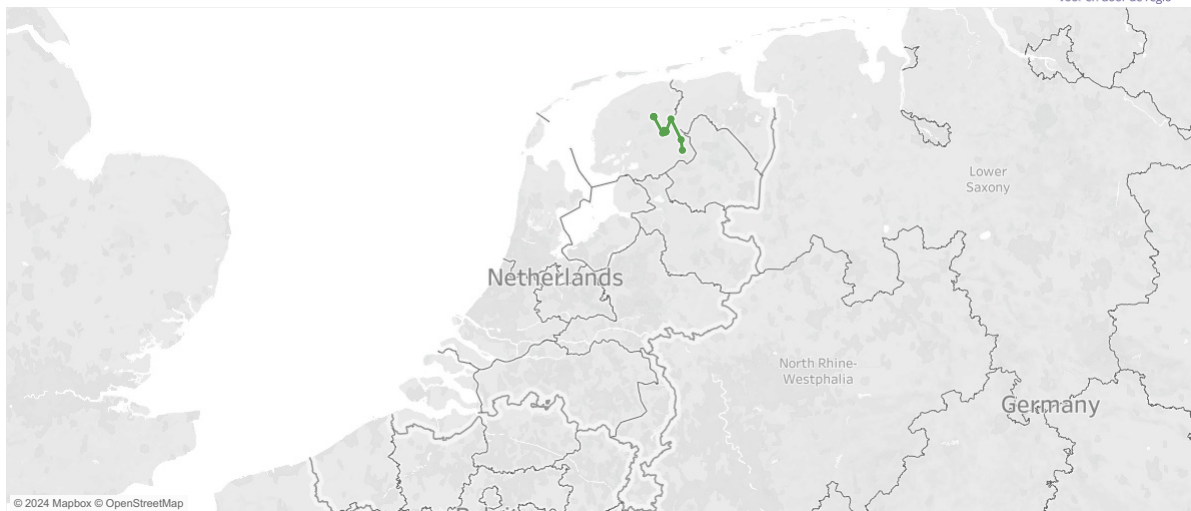 Lower
Saxony
Netherlands
North Rhine-
Westphalia
Germany
© 2024 Mapbox © OpenStreetMap